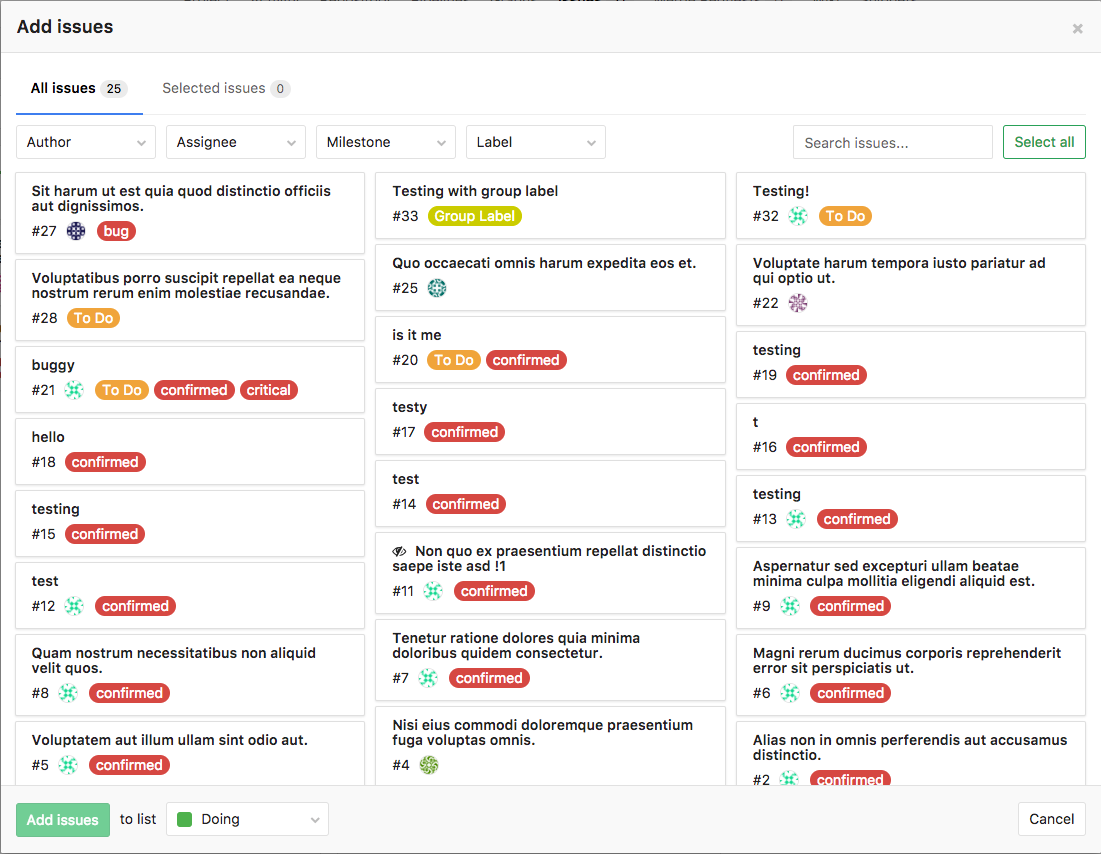 Add issues
All issues 25
Selected issues 0
Author
Assignee
Milestone
Label
Search issues...
Select all
Sit harum ut est quia quod distinctio officiis
aut dignissimos.
#27 bug
Voluptatibus porro suscipit repellat ea neque
nostrum rerum enim molestiae recusandae.
#28 To Do
buggy
#21 To Do confirmed critical
hello
#18 confirmed
testing
#15 confirmed
test
#12 confirmed
Quam nostrum necessitatibus non aliquid
velit quos.
#8 confirmed
Voluptatem aut illum ullam sint odio aut.
#5 confirmed
Testing with group label
#33 Group Label
Quo occaecati omnis harum expedita eos et.
#25
is it me
#20 To Do confirmed
testy
#17 confirmed
test
#14 confirmed
Non quo ex praesentium repellat distinctio
saepe iste asd !1
#11 confirmed
Tenetur ratione dolores quia minima
doloribus quidem consectetur.
#7 confirmed
Nisi eius commodi doloremque praesentium
fuga voluptas omnis.
#4
Testing!
#32 To Do
Voluptate harum tempora iusto pariatur ad
qui optio ut.
#22
testing
#19 confirmed
t
#16 confirmed
testing
#13 confirmed
Aspernatur sed excepturi ullam beatae
minima culpa mollitia eligendi aliquid est.
#9 confirmed
Magni rerum ducimus corporis reprehenderit
error sit perspiciatis ut.
#6 confirmed
Alias non in omnis perferendis aut accusamus
distinctio.
#2 confirmed
Add issues
to list
Doing
Cancel